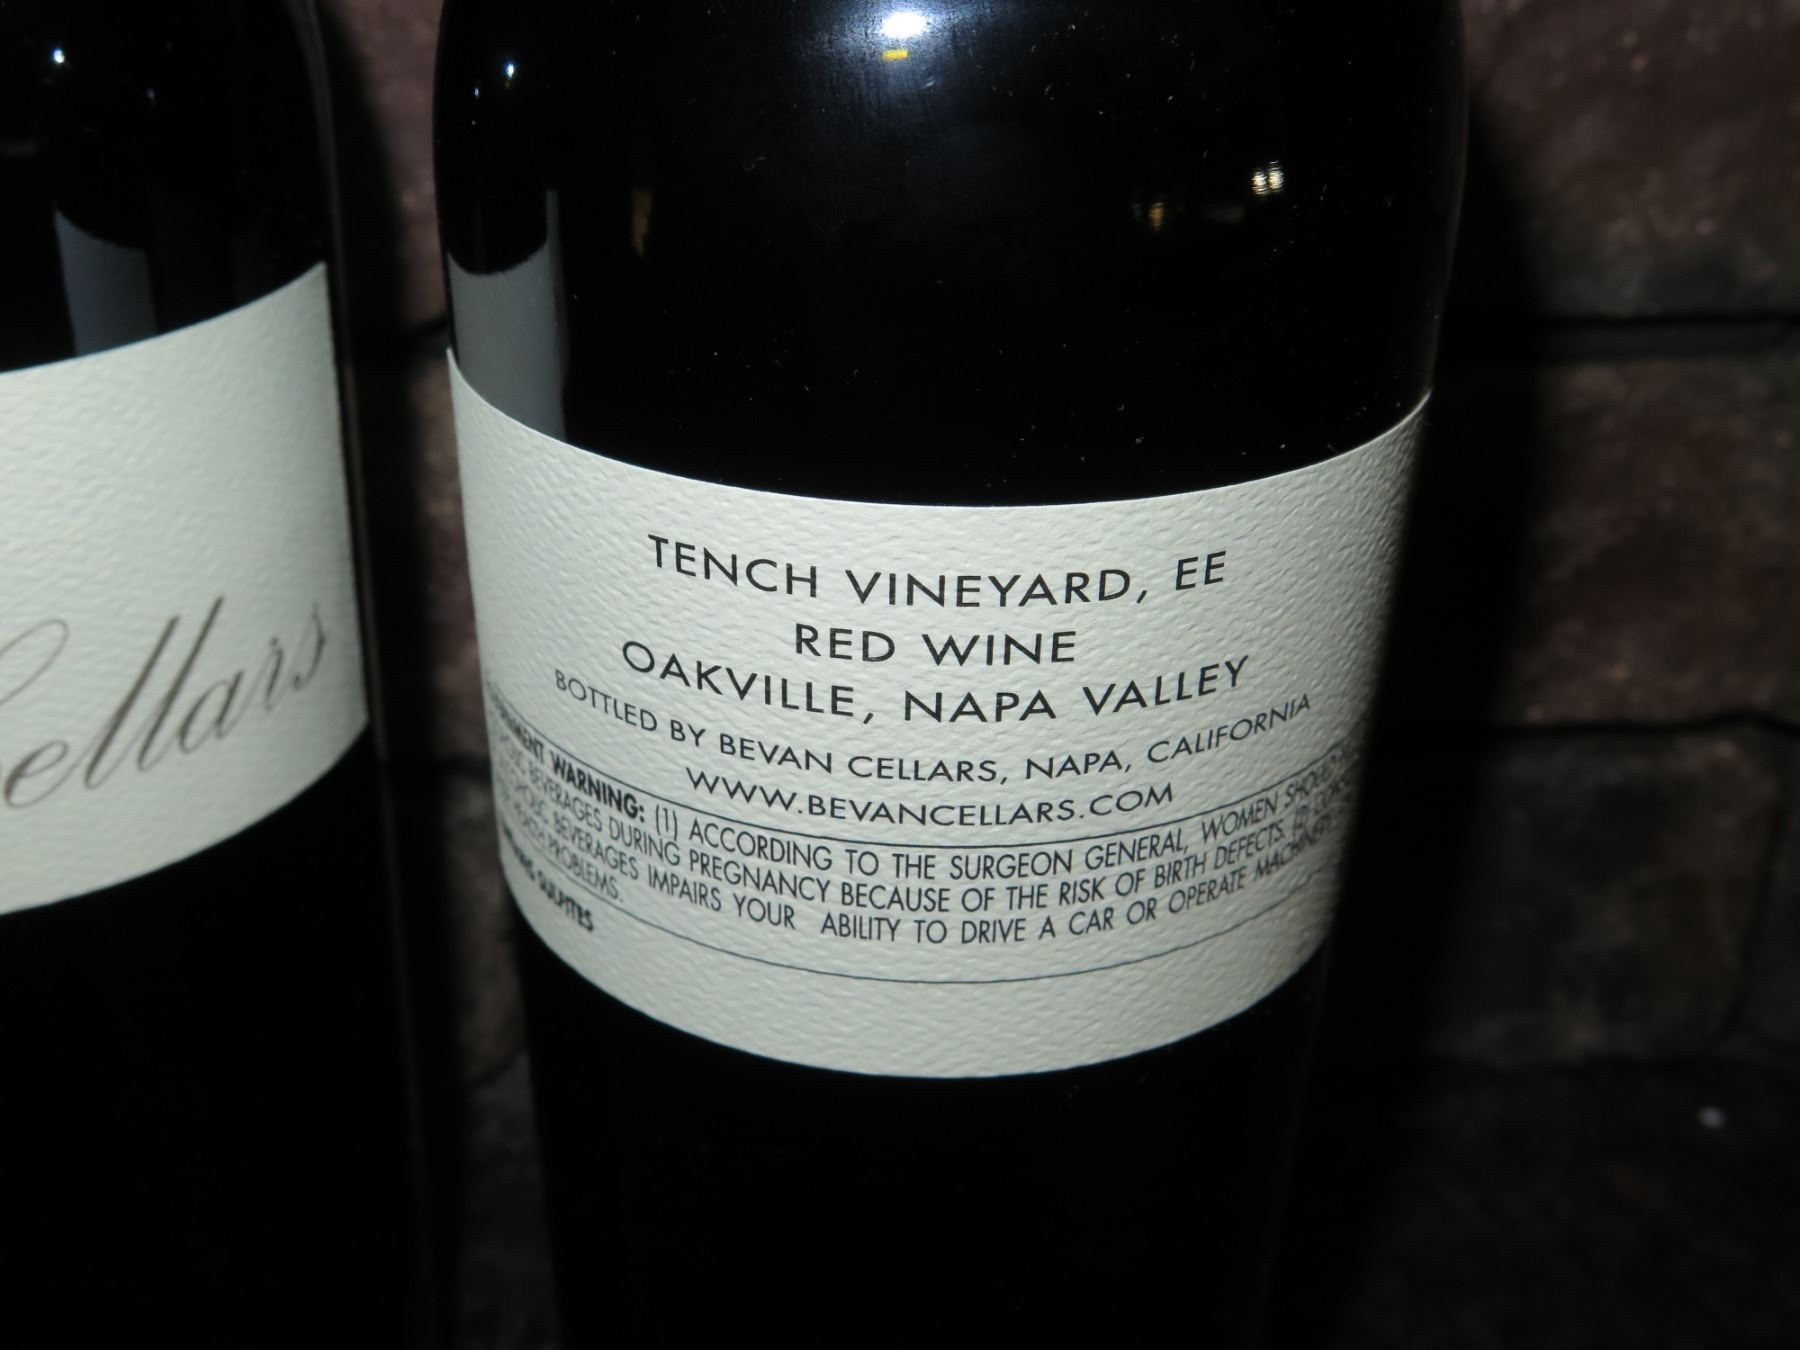 Cellars
TENCH VINEYARD, EE
RED WINE
OAKVILLE, NAPA VALLEY
BOTTLED BY BEVAN CELLARS, NAPA, CALIFORNIA
WWW.BEVANCELLARS.COM
WARNING: (1) ACCORDING TO THE SURGEON GENERAL, WOMEN SHOULD
BEVERAGES DURING PREGNANCY BECAUSE OF THE RISK OF BIRTH DEFECTS.
BEVERAGES IMPAIRS YOUR ABILITY TO DRIVE A CAR OR OPERATE MACHINERY
PROBLEMS.
SULFITES